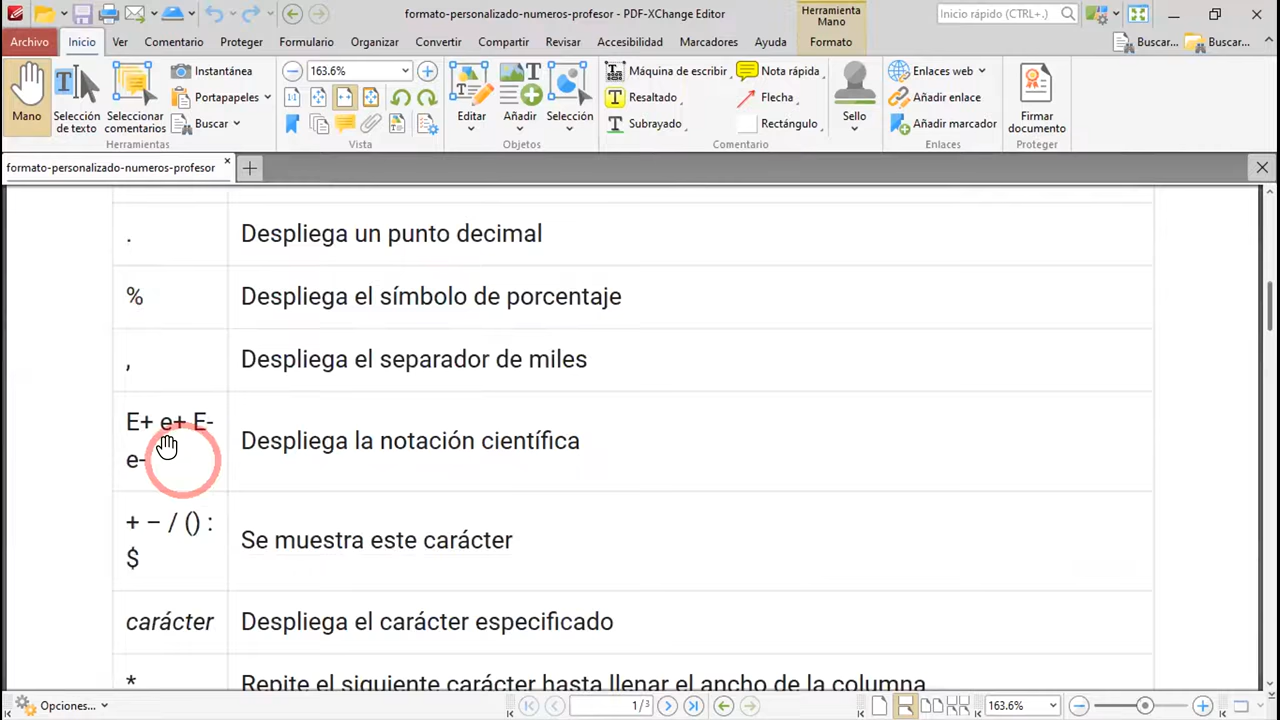 formato-personalizado-numeros-profesor - PDF-XChange Editor
Herramienta
Mano
Inicio rápido (CTRL+.)
Archivo
Inicio
Ver
Comentario
Proteger
Formulario
Organizar
Convertir
Compartir
Revisar
Accesibilidad
Marcadores
Ayuda
Formato
Buscar...
Buscar...
Mano
Selección
de texto
Seleccionar
comentarios
Instantánea
Portapapeles
Buscar
Herramientas
163.6%
Vista
Editar
Añadir
Selección
Objetos
Máquina de escribir
Resaltado
Subrayado
Nota rápida
Flecha
Rectángulo
Sello
Comentario
Enlaces web
Añadir enlace
Añadir marcador
Enlaces
Firmar
documento
Proteger
formato-personalizado-numeros-profesor
. Despliega un punto decimal
% Despliega el símbolo de porcentaje
, Despliega el separador de miles
E+ e+ E-
e-
Despliega la notación científica
+ – / () :
$
Se muestra este carácter
carácter Despliega el carácter especificado
* Repite el siguiente carácter hasta llenar el ancho de la columna
Opciones...
1/3
163.6%